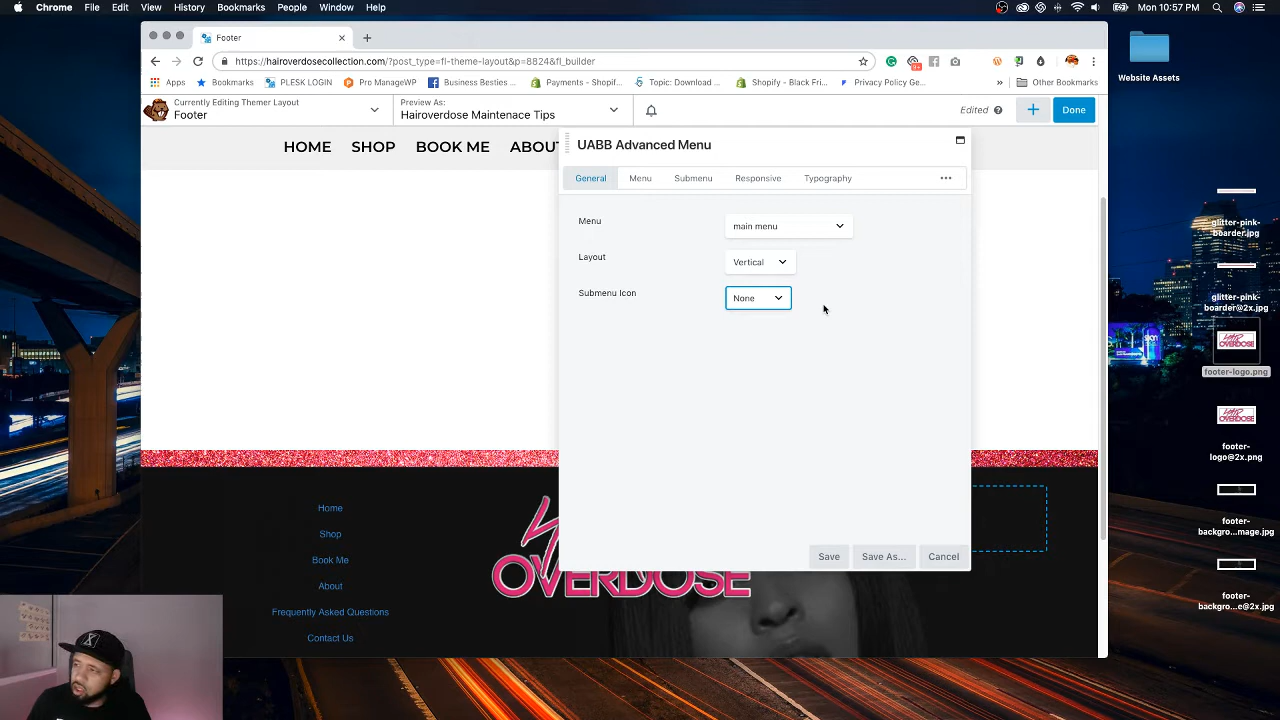 Chrome File Edit View History Bookmarks People Window Help
Mon 10:57 PM
Footer
https://hairoverdosecollection.com/?post_type=fl-theme-layout&p=8824&fl_builder
Apps Bookmarks PLESK LOGIN Pro ManageWP Business Besties ... Payments - Shopif... Topic: Download ... Shopify - Black Fri... Privacy Policy Ge... » Other Bookmarks
Currently Editing Themer Layout
Footer
Preview As:
Hairoverdose Maintenace Tips
Edited
Done
HOME SHOP BOOK ME ABOU
UABB Advanced Menu
General Menu Submenu Responsive Typography
Menu main menu
Layout Vertical
Submenu Icon None
Save Save As... Cancel
Home
Shop
Book Me
About
Frequently Asked Questions
Contact Us
OVERDOSE
Website Assets
glitter-pink-
boarder.jpg
glitter-pink-
boarder@2x.jpg
footer-logo.png
footer-
logo@2x.png
footer-
backgro...mage.jpg
footer-
backgro...e@2x.jpg